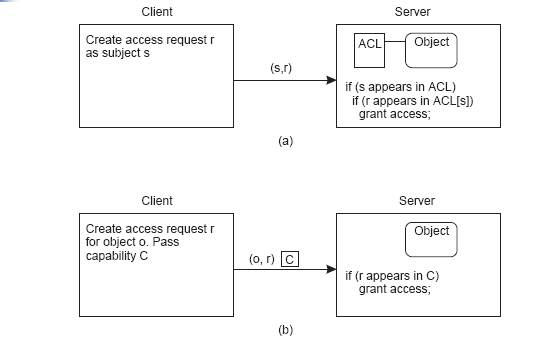 Client
Server
Create access request r
as subject s
(s,r)
ACL
Object
if (s appears in ACL)
if (r appears in ACL[s])
grant access;
(a)
Client
Server
Create access request r
for object o. Pass
capability C
(o, r) C
Object
if (r appears in C)
grant access;
(b)